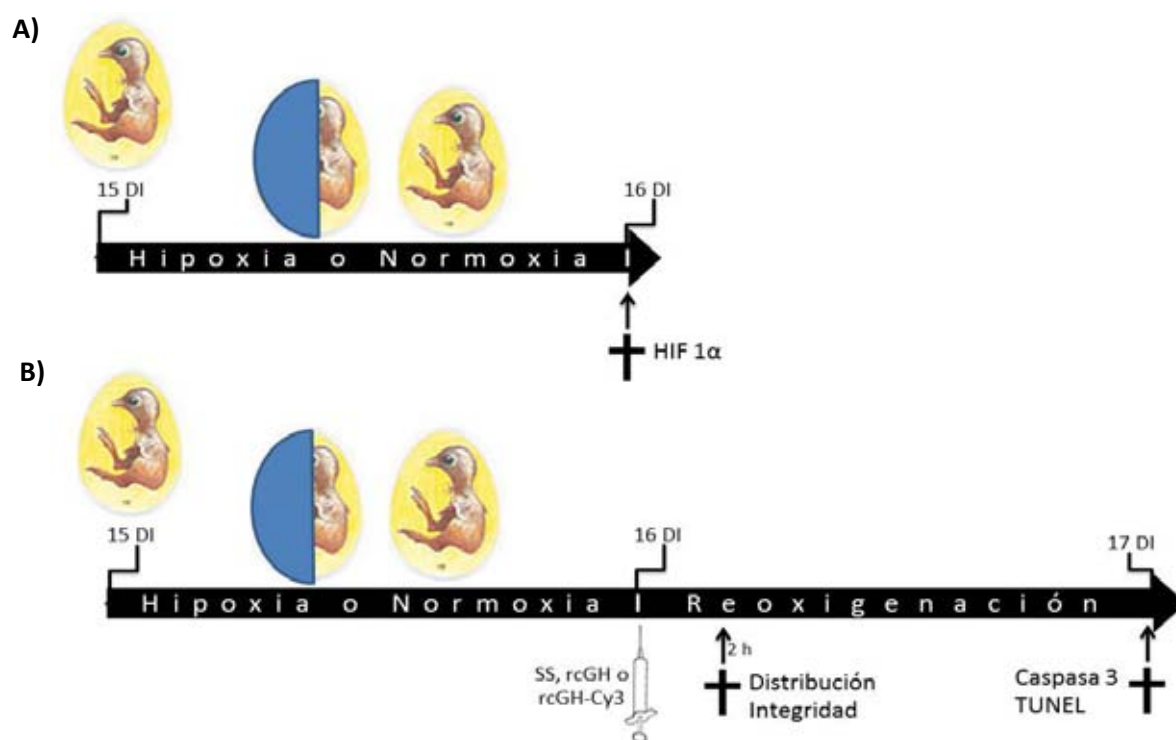 A)
15 DI
16 DI
Hipoxia o Normoxia
HIF 1α
B)
15 DI
16 DI
17 DI
Hipoxia o Normoxia Reoxigenación
SS, rcGH o
rcGH-Cy3
2 h
Distribución
Integridad
Caspasa 3
TUNEL